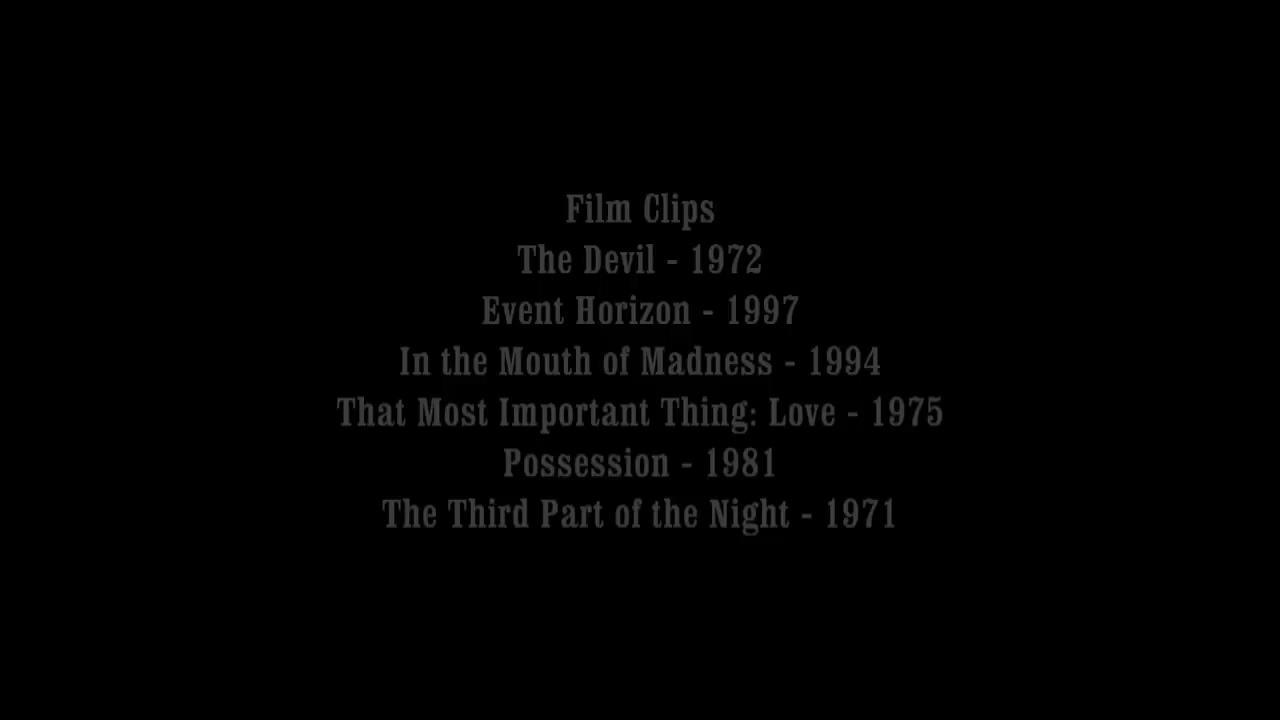 Film Clips
The Devil - 1972
Event Horizon - 1997
In the Mouth of Madness - 1994
That Most Important Thing: Love - 1975
Possession - 1981
The Third Part of the Night - 1971